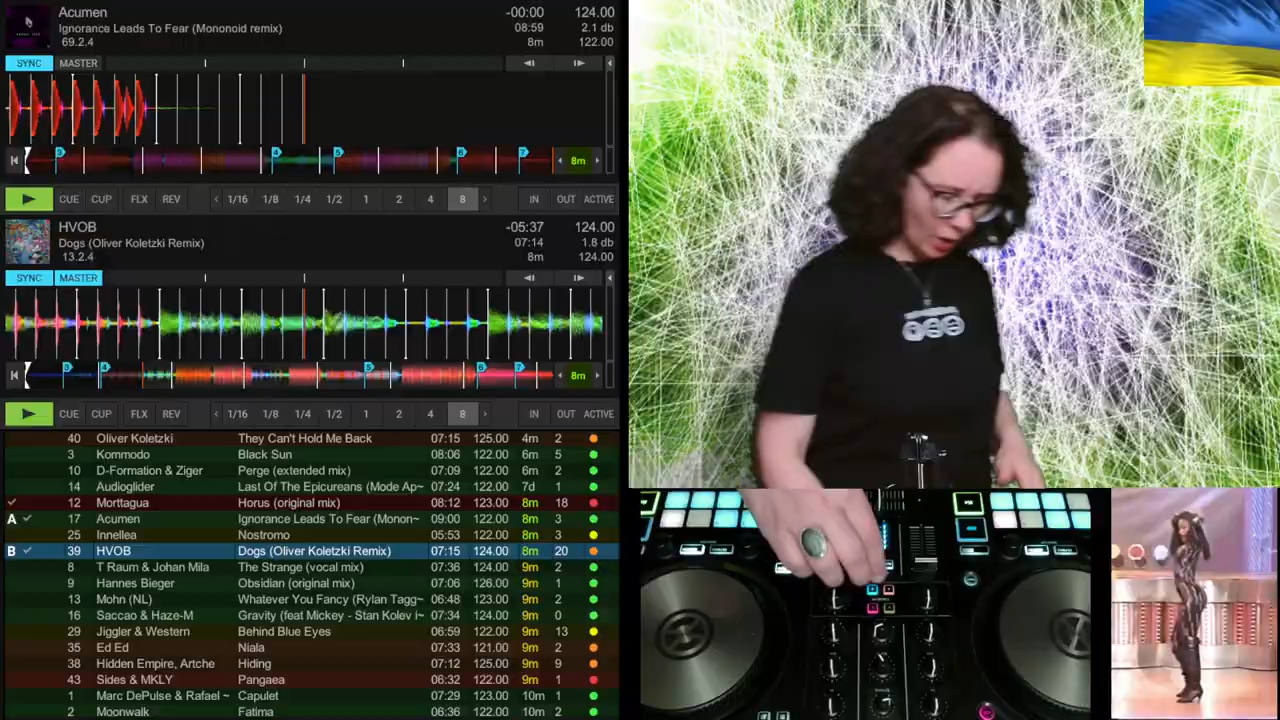 Acumen -00:00 124.00
Ignorance Leads To Fear (Mononoid remix) 08:59 2.1 db
69.2.4 8m 122.00
SYNC MASTER
3 4 5 6 7 8m
CUE CUP FLX REV 1/16 1/8 1/4 1/2 1 2 4 8 IN OUT ACTIVE
HVOB -05:37 124.00
Dogs (Oliver Koletzki Remix) 07:14 1.8 db
13.2.4 8m 124.00
SYNC MASTER
3 4 5 6 7 8m
CUE CUP FLX REV 1/16 1/8 1/4 1/2 1 2 4 8 IN OUT ACTIVE
40 Oliver Koletzki They Can't Hold Me Back 07:15 125.00 4m 2
3 Kommodo Black Sun 08:06 122.00 6m 5
10 D-Formation & Ziger Perge (extended mix) 07:09 122.00 6m 2
14 Audioglider Last Of The Epicureans (Mode Ap~ 07:24 122.00 7d 1
12 Morttagua Horus (original mix) 08:12 123.00 8m 18
A 17 Acumen Ignorance Leads To Fear (Monon~ 09:00 122.00 8m 3
25 Innellea Nostromo 05:53 122.00 8m 3
B 39 HVOB Dogs (Oliver Koletzki Remix) 07:15 124.00 8m 20
8 T Raum & Johan Mila The Strange (vocal mix) 07:36 124.00 9m 2
9 Hannes Bieger Obsidian (original mix) 07:06 126.00 9m 1
13 Mohn (NL) Whatever You Fancy (Rylan Tagg~ 06:48 123.00 9m 2
16 Saccao & Haze-M Gravity (feat Mickey - Stan Kolev i~ 07:34 124.00 9m 0
29 Jiggler & Western Behind Blue Eyes 06:59 122.00 9m 13
35 Ed Ed Niala 07:33 121.00 9m 2
38 Hidden Empire, Artche Hiding 07:12 125.00 9m 9
43 Sides & MKLY Pangaea 06:32 122.00 9m 1
1 Marc DePulse & Rafael ~ Capulet 07:29 123.00 10m 1
2 Moonwalk Fatima 06:36 122.00 10m 2